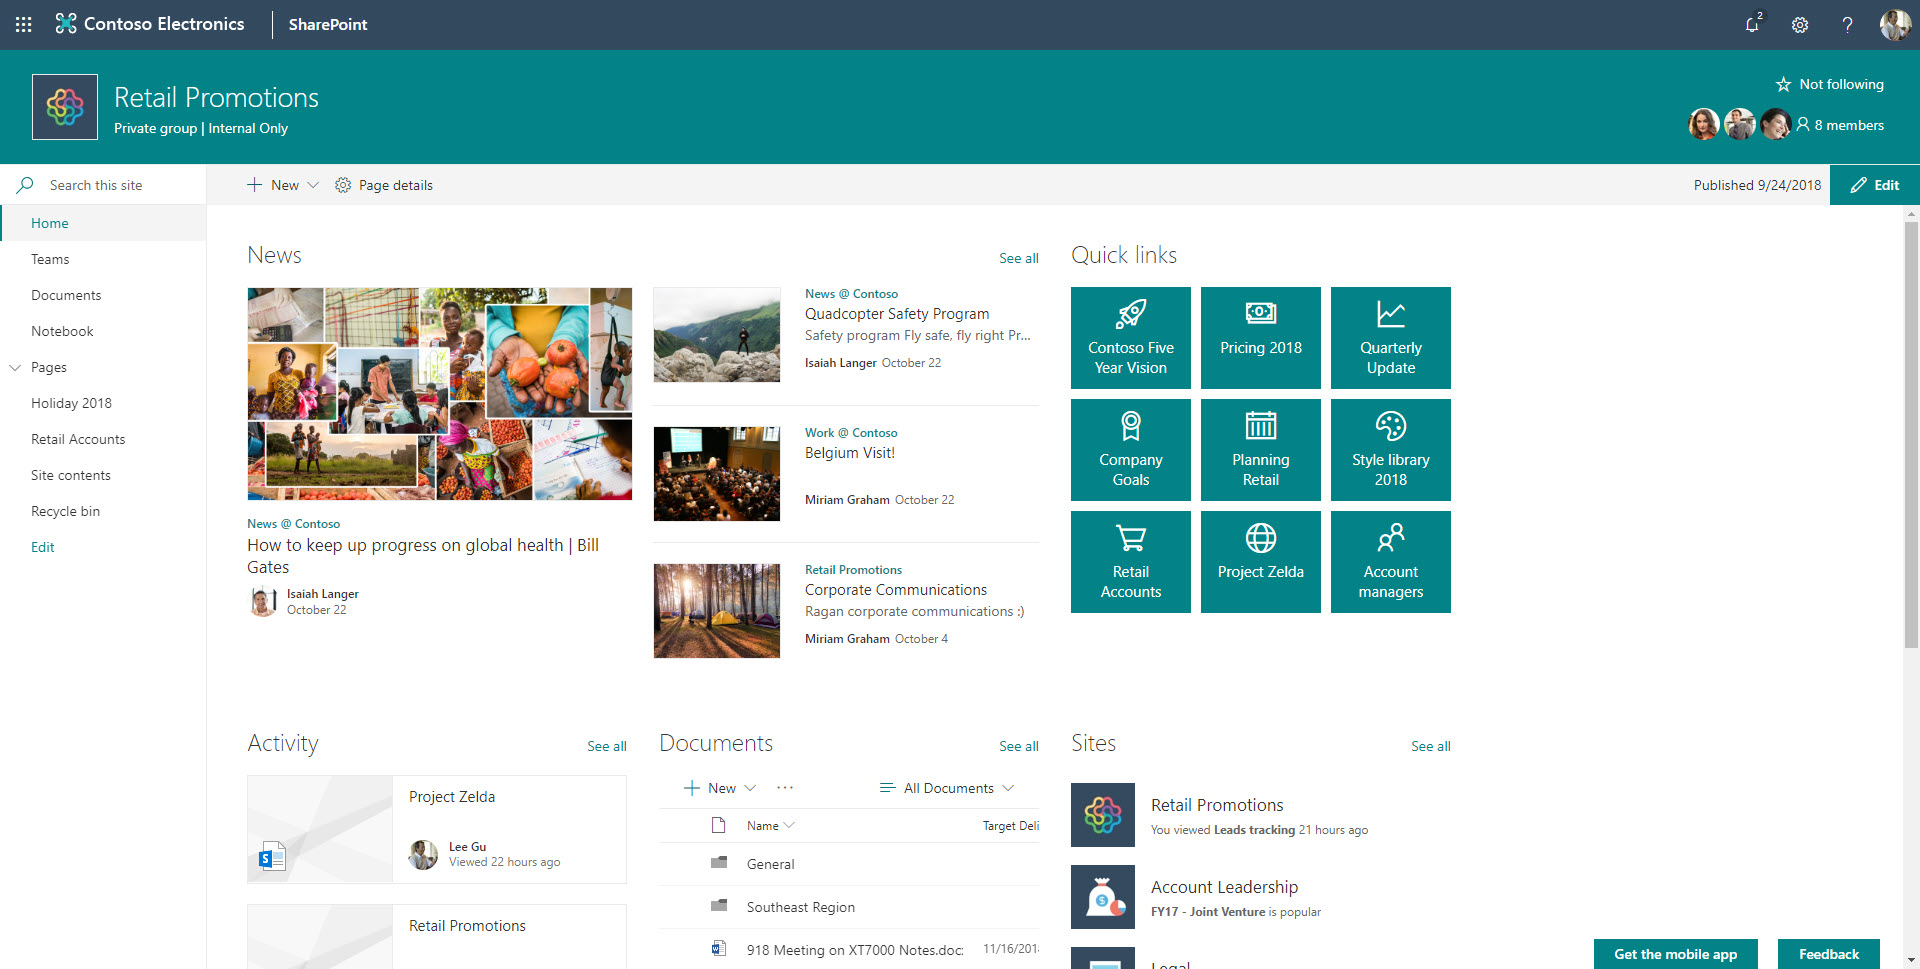 Contoso Electronics
SharePoint
2
?
Retail Promotions
Private group | Internal Only
Not following
8 members
Search this site
New
Page details
Published 9/24/2018
Edit
Home
Teams
Documents
Notebook
Pages
Holiday 2018
Retail Accounts
Site contents
Recycle bin
Edit
News
See all
News @ Contoso
How to keep up progress on global health | Bill
Gates
Isaiah Langer
October 22
News @ Contoso
Quadcopter Safety Program
Safety program Fly safe, fly right Pr...
Isaiah Langer October 22
Work @ Contoso
Belgium Visit!
Miriam Graham October 22
Retail Promotions
Corporate Communications
Ragan corporate communications :)
Miriam Graham October 4
Quick links
Contoso Five
Year Vision
Pricing 2018
Quarterly
Update
Company
Goals
Planning
Retail
Style library
2018
Retail
Accounts
Project Zelda
Account
managers
Activity
See all
Project Zelda
Lee Gu
Viewed 22 hours ago
Retail Promotions
Documents
See all
New
All Documents
Name
Target Deli
General
Southeast Region
918 Meeting on XT7000 Notes.doc
11/16/201
Sites
See all
Retail Promotions
You viewed Leads tracking 21 hours ago
Account Leadership
FY17 - Joint Venture is popular
Legal
Get the mobile app
Feedback